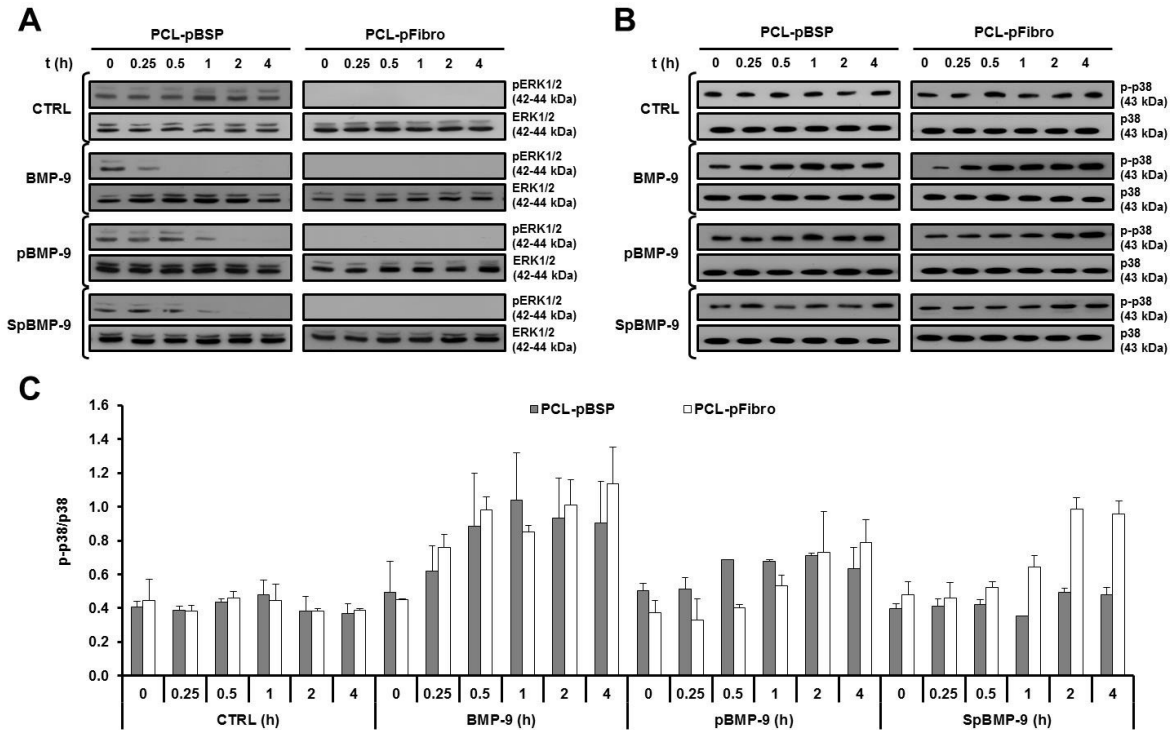 A
PCL-pBSP PCL-pFibro
t (h) 0 0.25 0.5 1 2 4 0 0.25 0.5 1 2 4
CTRL
pERK1/2
(42-44 kDa)
ERK1/2
(42-44 kDa)
BMP-9
pERK1/2
(42-44 kDa)
ERK1/2
(42-44 kDa)
pBMP-9
pERK1/2
(42-44 kDa)
ERK1/2
(42-44 kDa)
SpBMP-9
pERK1/2
(42-44 kDa)
ERK1/2
(42-44 kDa)
B
PCL-pBSP PCL-pFibro
t (h) 0 0.25 0.5 1 2 4 0 0.25 0.5 1 2 4
CTRL
p-p38
(43 kDa)
p38
(43 kDa)
BMP-9
p-p38
(43 kDa)
p38
(43 kDa)
pBMP-9
p-p38
(43 kDa)
p38
(43 kDa)
SpBMP-9
p-p38
(43 kDa)
p38
(43 kDa)
C
PCL-pBSP PCL-pFibro
p-p38/p38
1.6
1.4
1.2
1.0
0.8
0.6
0.4
0.2
0.0
0 0.25 0.5 1 2 4 0 0.25 0.5 1 2 4 0 0.25 0.5 1 2 4 0 0.25 0.5 1 2 4
CTRL (h) BMP-9 (h) pBMP-9 (h) SpBMP-9 (h)